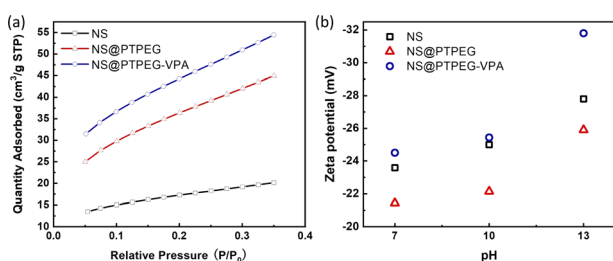 (a)
Quantity Adsorbed (cm³/g STP)
55
50
45
40
35
30
25
20
15
10
NS
NS@PTPEG
NS@PTPEG-VPA
0.0 0.1 0.2 0.3 0.4
Relative Pressure (P/P₀)
(b)
Zeta potential (mV)
-32
-30
-28
-26
-24
-22
-20
NS
NS@PTPEG
NS@PTPEG-VPA
7 10 13
pH